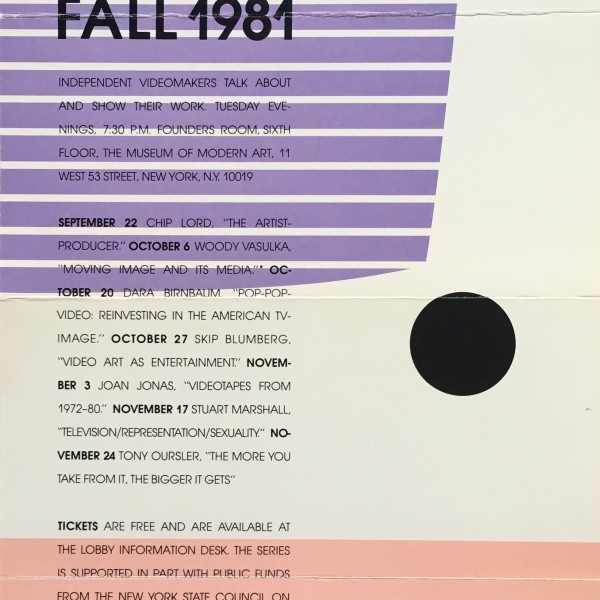 FALL 1981
INDEPENDENT VIDEOMAKERS TALK ABOUT
AND SHOW THEIR WORK. TUESDAY EVE-
NINGS, 7:30 P.M. FOUNDERS ROOM, SIXTH
FLOOR, THE MUSEUM OF MODERN ART, 11
WEST 53 STREET, NEW YORK, N.Y. 10019
SEPTEMBER 22 CHIP LORD, "THE ARTIST-
PRODUCER." OCTOBER 6 WOODY VASULKA,
"MOVING IMAGE AND ITS MEDIA." OC-
TOBER 20 DARA BIRNBAUM, "POP-POP-
VIDEO: REINVESTING IN THE AMERICAN TV-
IMAGE." OCTOBER 27 SKIP BLUMBERG,
"VIDEO ART AS ENTERTAINMENT." NOVEM-
BER 3 JOAN JONAS, "VIDEOTAPES FROM
1972–80." NOVEMBER 17 STUART MARSHALL,
"TELEVISION/REPRESENTATION/SEXUALITY." NO-
VEMBER 24 TONY OURSLER, "THE MORE YOU
TAKE FROM IT, THE BIGGER IT GETS"
TICKETS ARE FREE AND ARE AVAILABLE AT
THE LOBBY INFORMATION DESK. THE SERIES
IS SUPPORTED IN PART WITH PUBLIC FUNDS
FROM THE NEW YORK STATE COUNCIL ON